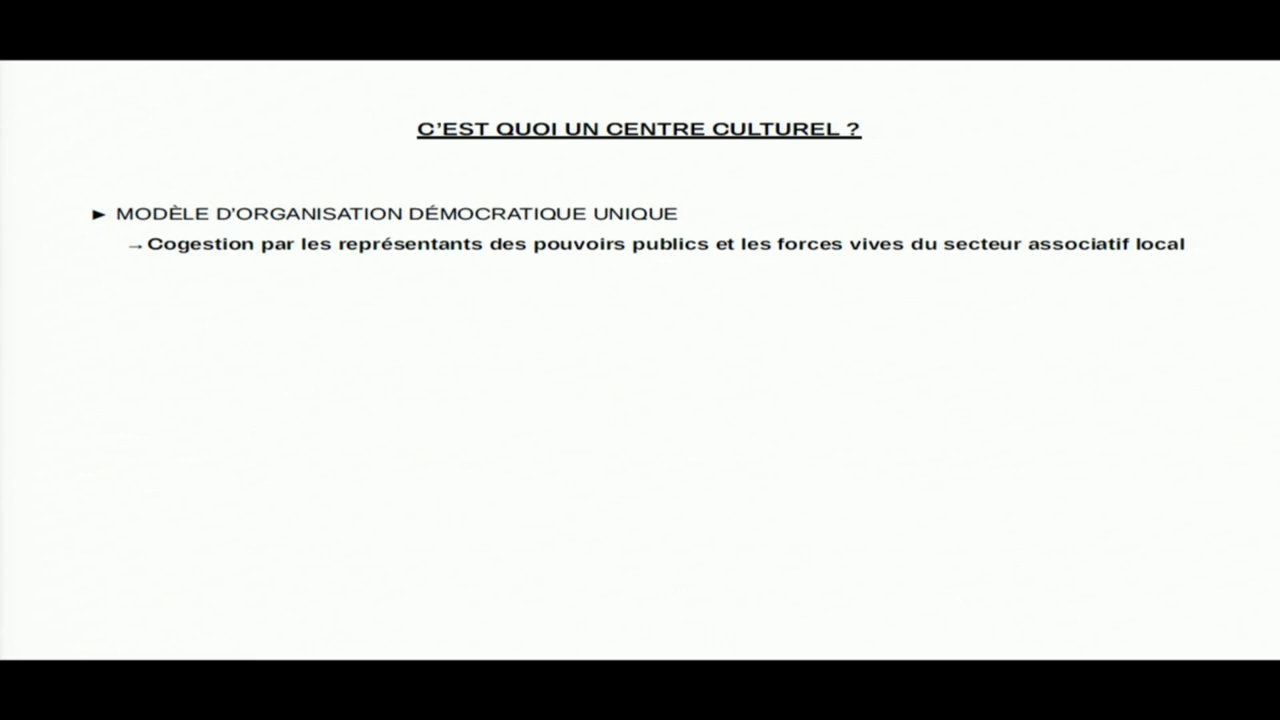 C’EST QUOI UN CENTRE CULTUREL ?
► MODÈLE D’ORGANISATION DÉMOCRATIQUE UNIQUE
→Cogestion par les représentants des pouvoirs publics et les forces vives du secteur associatif local